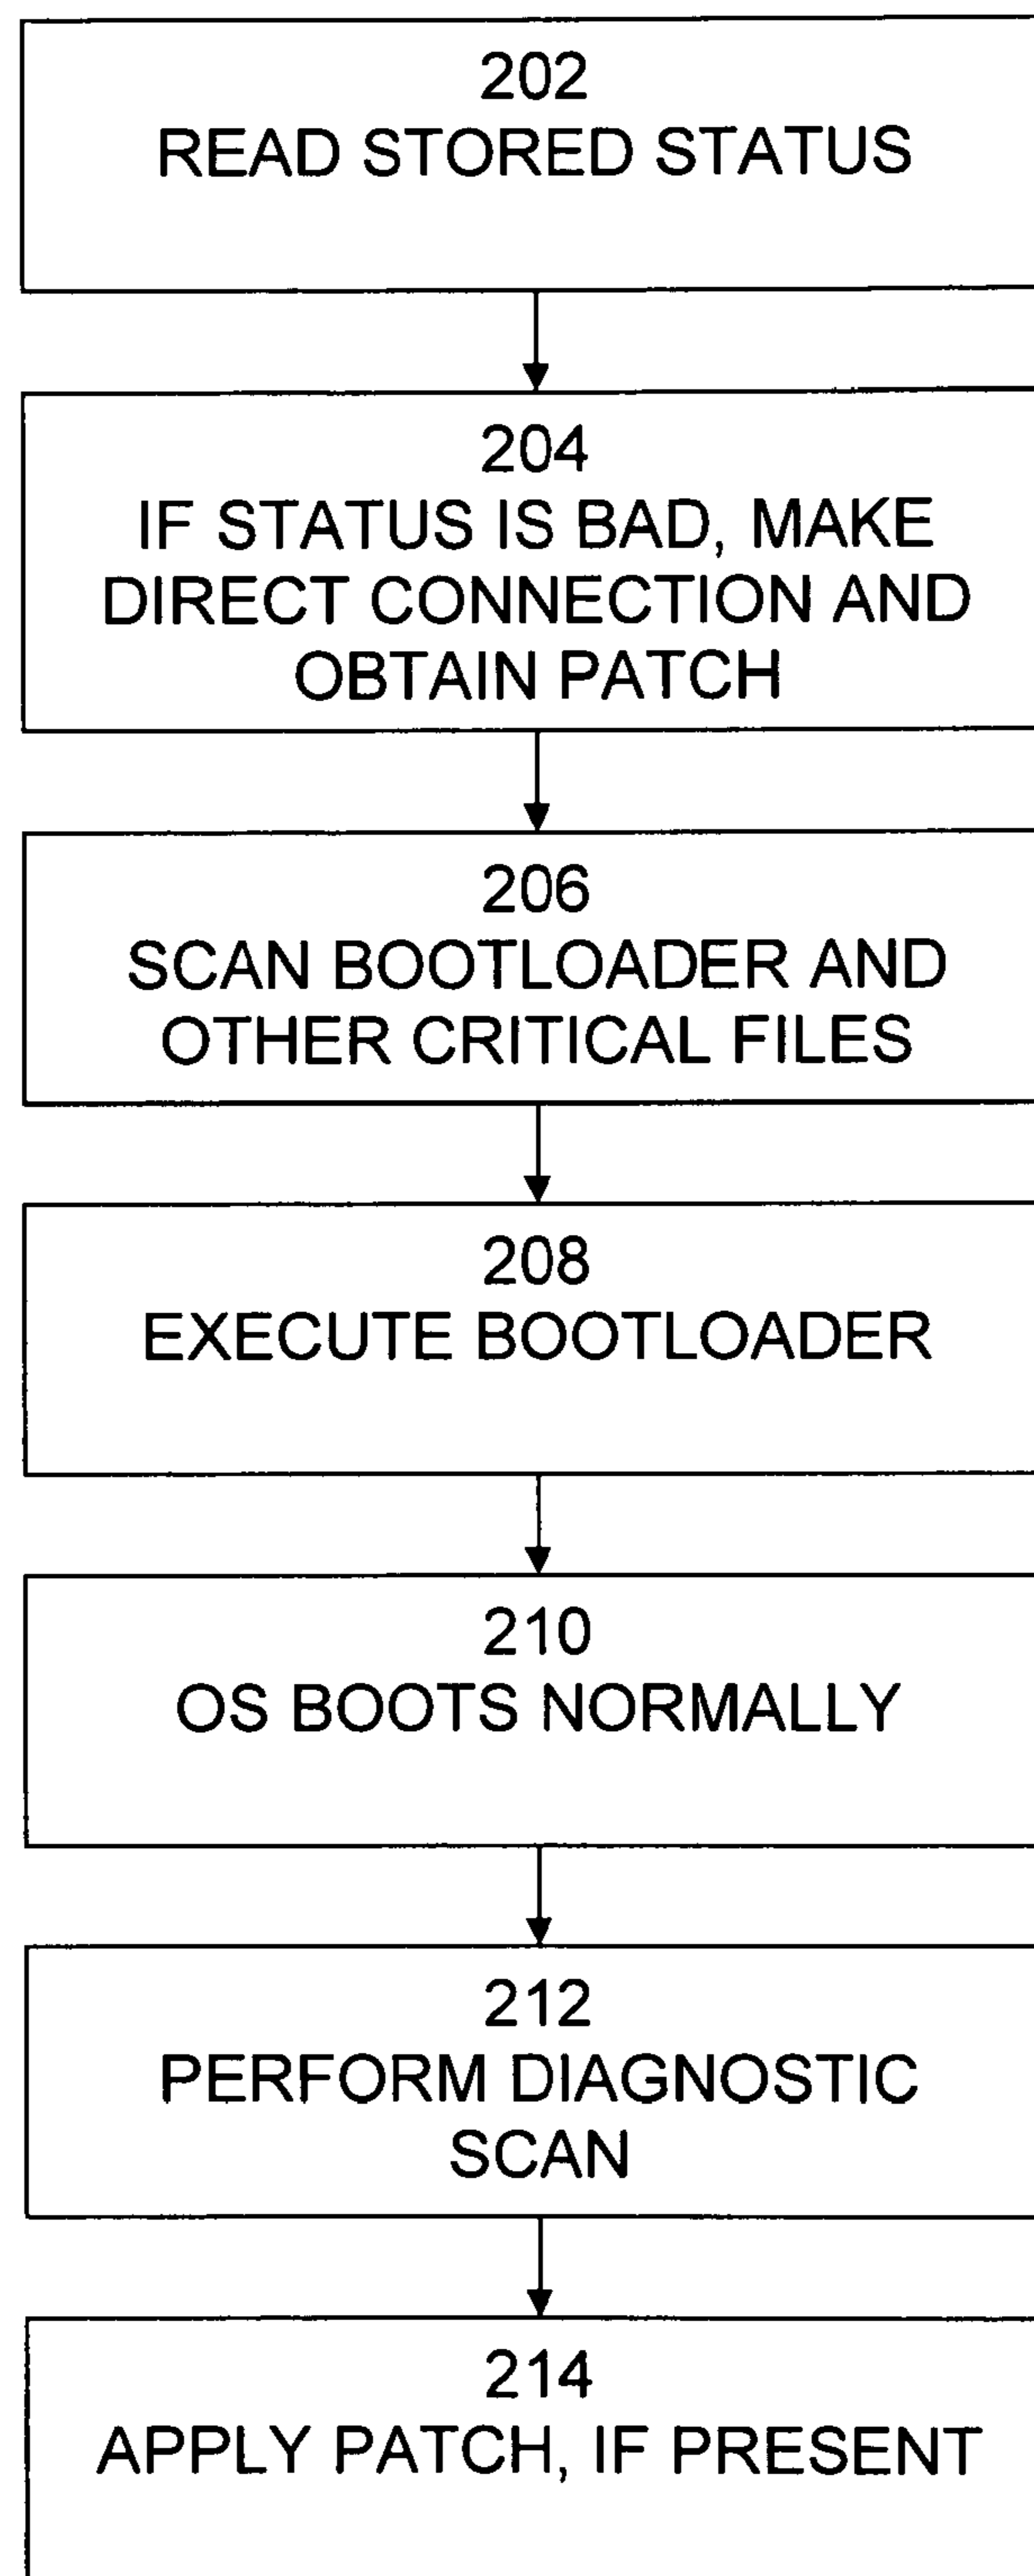 202
READ STORED STATUS
204
IF STATUS IS BAD, MAKE
DIRECT CONNECTION AND
OBTAIN PATCH
206
SCAN BOOTLOADER AND
OTHER CRITICAL FILES
208
EXECUTE BOOTLOADER
210
OS BOOTS NORMALLY
212
PERFORM DIAGNOSTIC
SCAN
214
APPLY PATCH, IF PRESENT